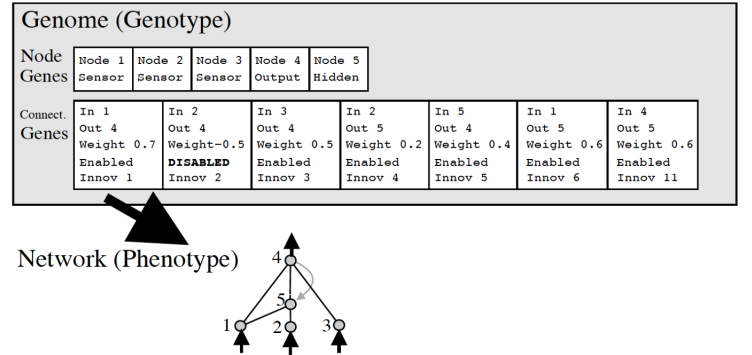 Genome (Genotype)
Node Genes
Node 1 Sensor
Node 2 Sensor
Node 3 Sensor
Node 4 Output
Node 5 Hidden
Connect. Genes
In 1
Out 4
Weight 0.7
Enabled
Innov 1
In 2
Out 4
Weight-0.5
DISABLED
Innov 2
In 3
Out 4
Weight 0.5
Enabled
Innov 3
In 2
Out 5
Weight 0.2
Enabled
Innov 4
In 5
Out 4
Weight 0.4
Enabled
Innov 5
In 1
Out 5
Weight 0.6
Enabled
Innov 6
In 4
Out 5
Weight 0.6
Enabled
Innov 11
Network (Phenotype)
4
5
1
2
3